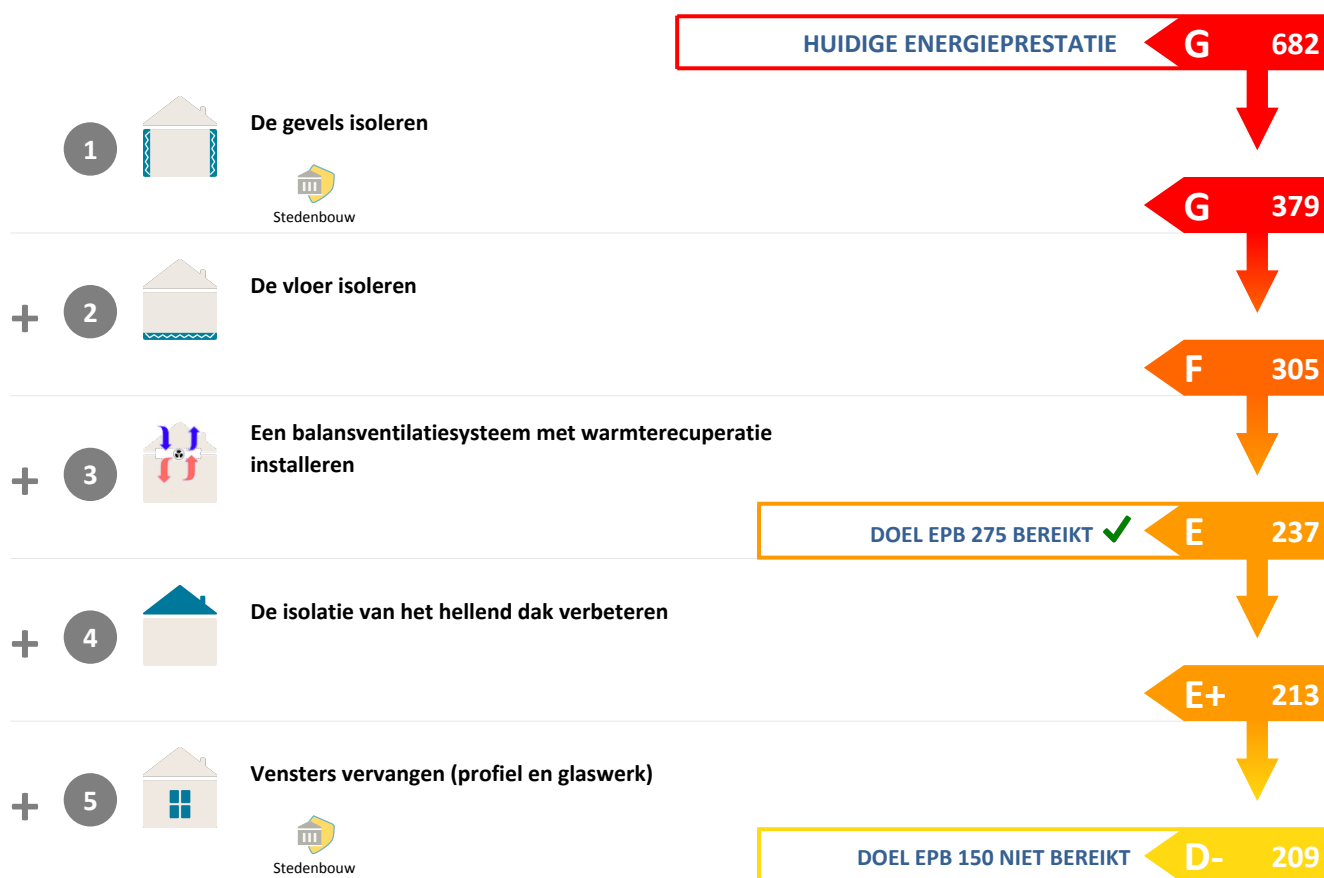 HUIDIGE ENERGIEPRESTATIE G 682
1 De gevels isoleren
Stedenbouw
G 379
+ 2 De vloer isoleren
F 305
+ 3 Een balansventilatiesysteem met warmterecuperatie
installeren
DOEL EPB 275 BEREIKT ✓ E 237
+ 4 De isolatie van het hellend dak verbeteren
E+ 213
+ 5 Vensters vervangen (profiel en glaswerk)
Stedenbouw
DOEL EPB 150 NIET BEREIKT D- 209